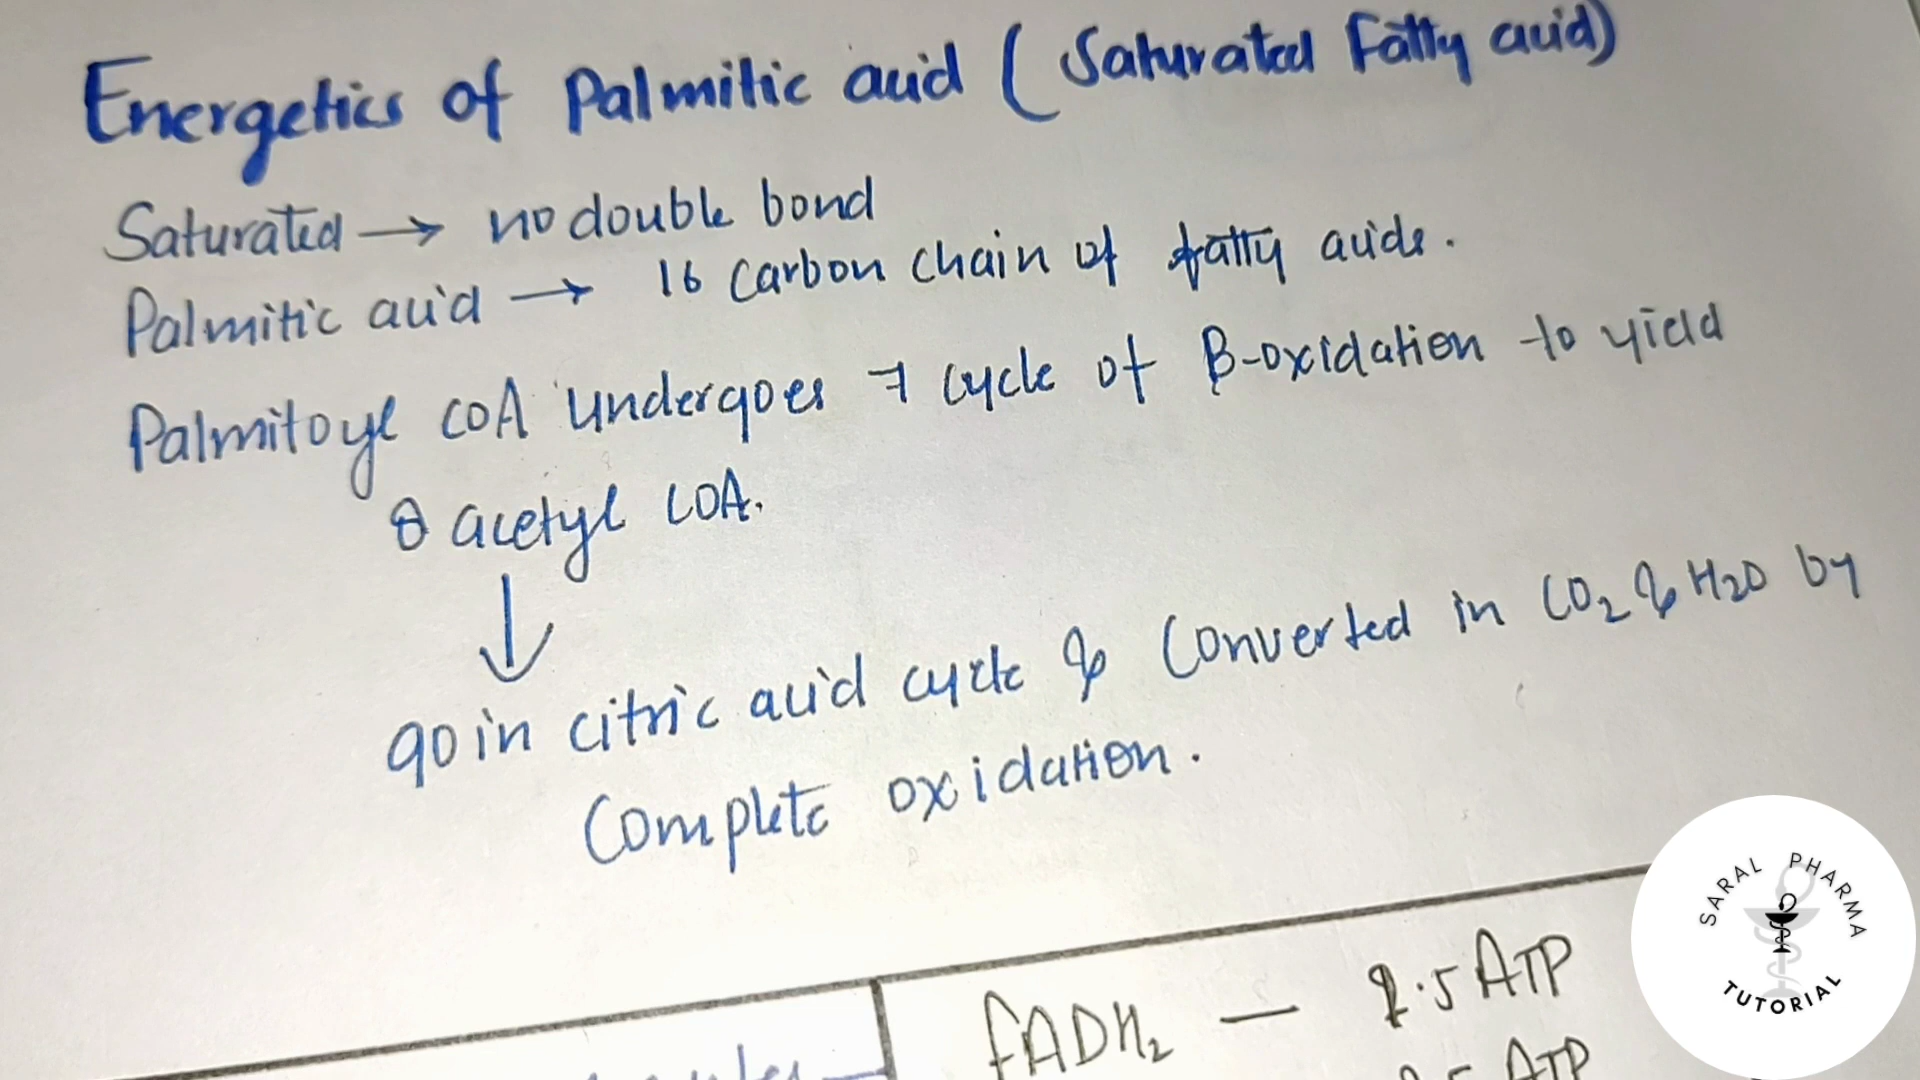 Energetics of Palmitic acid (Saturated Fatty acid)
Saturated → no double bond
Palmitic acid → 16 Carbon chain of fatty acids.
Palmitoyl COA undergoes 7 cycle of β-oxidation to yield
8 acetyl COA.
↓
go in citric acid cycle & Converted in CO2 & H2O by
Complete oxidation.
FADH2 — .5 ATP
ATP
SARAL PHARMA
TUTORIAL